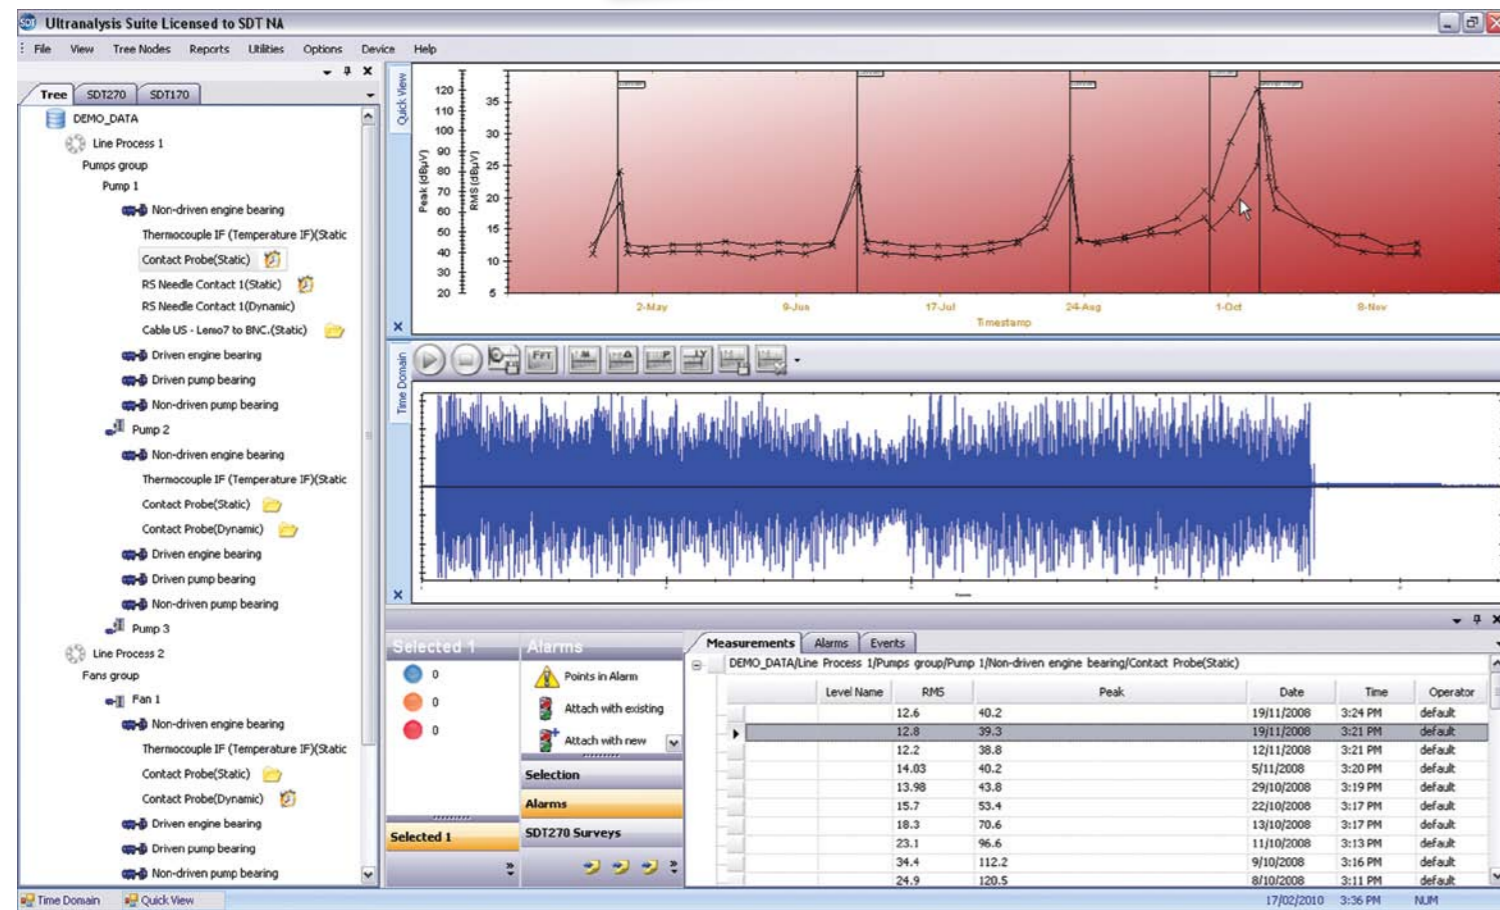 SDT Ultranalysis Suite Licensed to SDT NA
File View Tree Nodes Reports Utilities Options Device Help
Tree SDT270 SDT170
DEMO_DATA
Line Process 1
Pumps group
Pump 1
Non-driven engine bearing
Thermocouple IF (Temperature IF)(Static
Contact Probe(Static)
RS Needle Contact 1(Static)
RS Needle Contact 1(Dynamic)
Cable US - Lemo7 to BNC.(Static)
Driven engine bearing
Driven pump bearing
Non-driven pump bearing
Pump 2
Non-driven engine bearing
Thermocouple IF (Temperature IF)(Static
Contact Probe(Static)
Contact Probe(Dynamic)
Driven engine bearing
Driven pump bearing
Non-driven pump bearing
Pump 3
Line Process 2
Fans group
Fan 1
Non-driven engine bearing
Thermocouple IF (Temperature IF)(Static
Contact Probe(Static)
Contact Probe(Dynamic)
Driven engine bearing
Driven pump bearing
Non-driven pump bearing
Quick View
Peak (dBµV)
120
110
100
90
80
70
60
50
40
30
20
RMS (dBµV)
35
30
25
20
15
10
5
2-May 9-Jun 17-Jul 24-Aug 1-Oct 8-Nov
Timestamp
Time Domain
FFT M P
Selected 1
0
0
0
Selected 1
Alarms
Points in Alarm
Attach with existing
Attach with new
Selection
Alarms
SDT270 Surveys
Measurements Alarms Events
DEMO_DATA/Line Process 1/Pumps group/Pump 1/Non-driven engine bearing/Contact Probe(Static)
Level Name RMS Peak Date Time Operator
12.6 40.2 19/11/2008 3:24 PM default
12.8 39.3 19/11/2008 3:21 PM default
12.2 38.8 12/11/2008 3:21 PM default
14.03 40.2 5/11/2008 3:20 PM default
13.98 43.8 29/10/2008 3:19 PM default
15.7 53.4 22/10/2008 3:17 PM default
18.3 70.6 13/10/2008 3:17 PM default
23.1 96.6 11/10/2008 3:13 PM default
34.4 112.2 9/10/2008 3:16 PM default
24.9 120.5 8/10/2008 3:11 PM default
Time Domain Quick View 17/02/2010 3:36 PM NUM